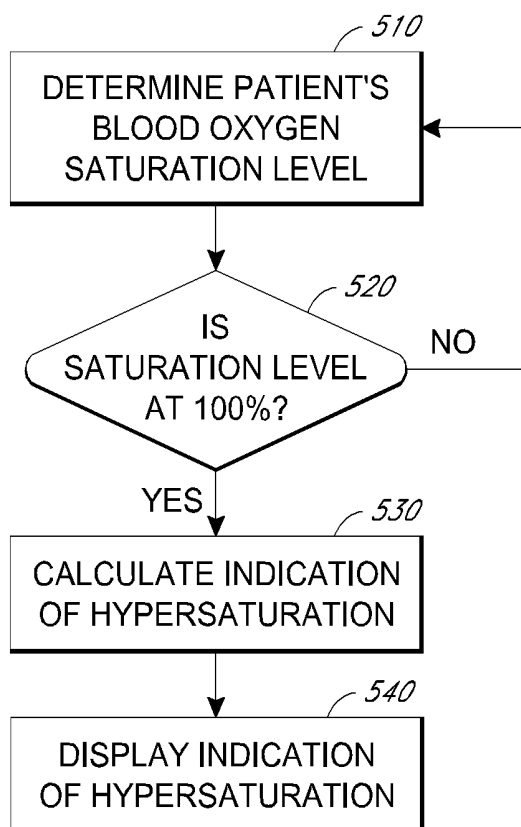 510
DETERMINE PATIENT'S
BLOOD OXYGEN
SATURATION LEVEL
520
IS
SATURATION LEVEL
AT 100%?
NO
YES
530
CALCULATE INDICATION
OF HYPERSATURATION
540
DISPLAY INDICATION
OF HYPERSATURATION